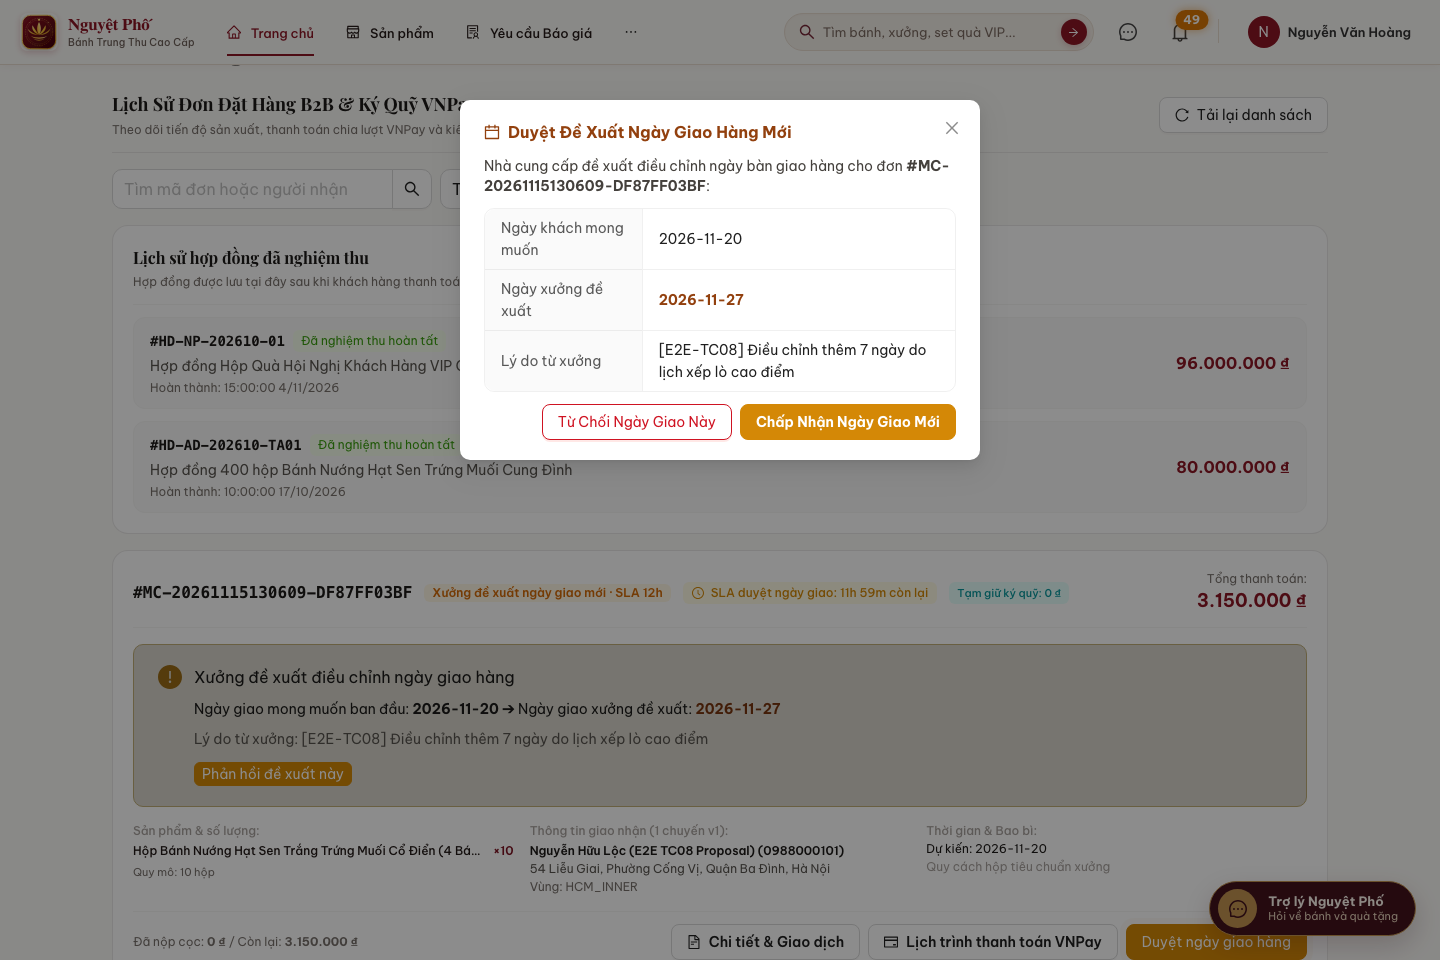 Nguyệt Phố
Bánh Trung Thu Cao Cấp
Trang chủ
Sản phẩm
Yêu cầu Báo giá
···
Tìm bánh, xưởng, set quà VIP...
49
N
Nguyễn Văn Hoàng
Lịch Sử Đơn Đặt Hàng B2B & Ký Quỹ VNPa
Theo dõi tiến độ sản xuất, thanh toán chia lượt VNPay và kiể
Tải lại danh sách
Tìm mã đơn hoặc người nhận
T
Duyệt Đề Xuất Ngày Giao Hàng Mới
Nhà cung cấp đề xuất điều chỉnh ngày bàn giao hàng cho đơn #MC-
20261115130609-DF87FF03BF:
Ngày khách mong
muốn
2026-11-20
Ngày xưởng đề
xuất
2026-11-27
Lý do từ xưởng
[E2E-TC08] Điều chỉnh thêm 7 ngày do
lịch xếp lò cao điểm
Từ Chối Ngày Giao Này
Chấp Nhận Ngày Giao Mới
Lịch sử hợp đồng đã nghiệm thu
Hợp đồng được lưu tại đây sau khi khách hàng thanh toá
#HD-NP-202610-01
Đã nghiệm thu hoàn tất
Hợp đồng Hộp Quà Hội Nghị Khách Hàng VIP
Hoàn thành: 15:00:00 4/11/2026
96.000.000 ₫
#HD-AD-202610-TA01
Đã nghiệm thu hoàn tất
Hợp đồng 400 hộp Bánh Nướng Hạt Sen Trứng Muối Cung Đình
Hoàn thành: 10:00:00 17/10/2026
80.000.000 ₫
#MC-20261115130609-DF87FF03BF
Xưởng đề xuất ngày giao mới · SLA 12h
SLA duyệt ngày giao: 11h 59m còn lại
Tạm giữ ký quỹ: 0 ₫
Tổng thanh toán:
3.150.000 ₫
Xưởng đề xuất điều chỉnh ngày giao hàng
Ngày giao mong muốn ban đầu: 2026-11-20 ➔ Ngày giao xưởng đề xuất: 2026-11-27
Lý do từ xưởng: [E2E-TC08] Điều chỉnh thêm 7 ngày do lịch xếp lò cao điểm
Phản hồi đề xuất này
Sản phẩm & số lượng:
Hộp Bánh Nướng Hạt Sen Trắng Trứng Muối Cổ Điển (4 Bá... ×10
Quy mô: 10 hộp
Thông tin giao nhận (1 chuyến v1):
Nguyễn Hữu Lộc (E2E TC08 Proposal) (0988000101)
54 Liễu Giai, Phường Cống Vị, Quận Ba Đình, Hà Nội
Vùng: HCM_INNER
Thời gian & Bao bì:
Dự kiến: 2026-11-20
Quy cách hộp tiêu chuẩn xưởng
Trợ lý Nguyệt Phố
Hỏi về bánh và quà tặng
Đã nộp cọc: 0 ₫ / Còn lại: 3.150.000 ₫
Chi tiết & Giao dịch
Lịch trình thanh toán VNPay
Duyệt ngày giao hàng